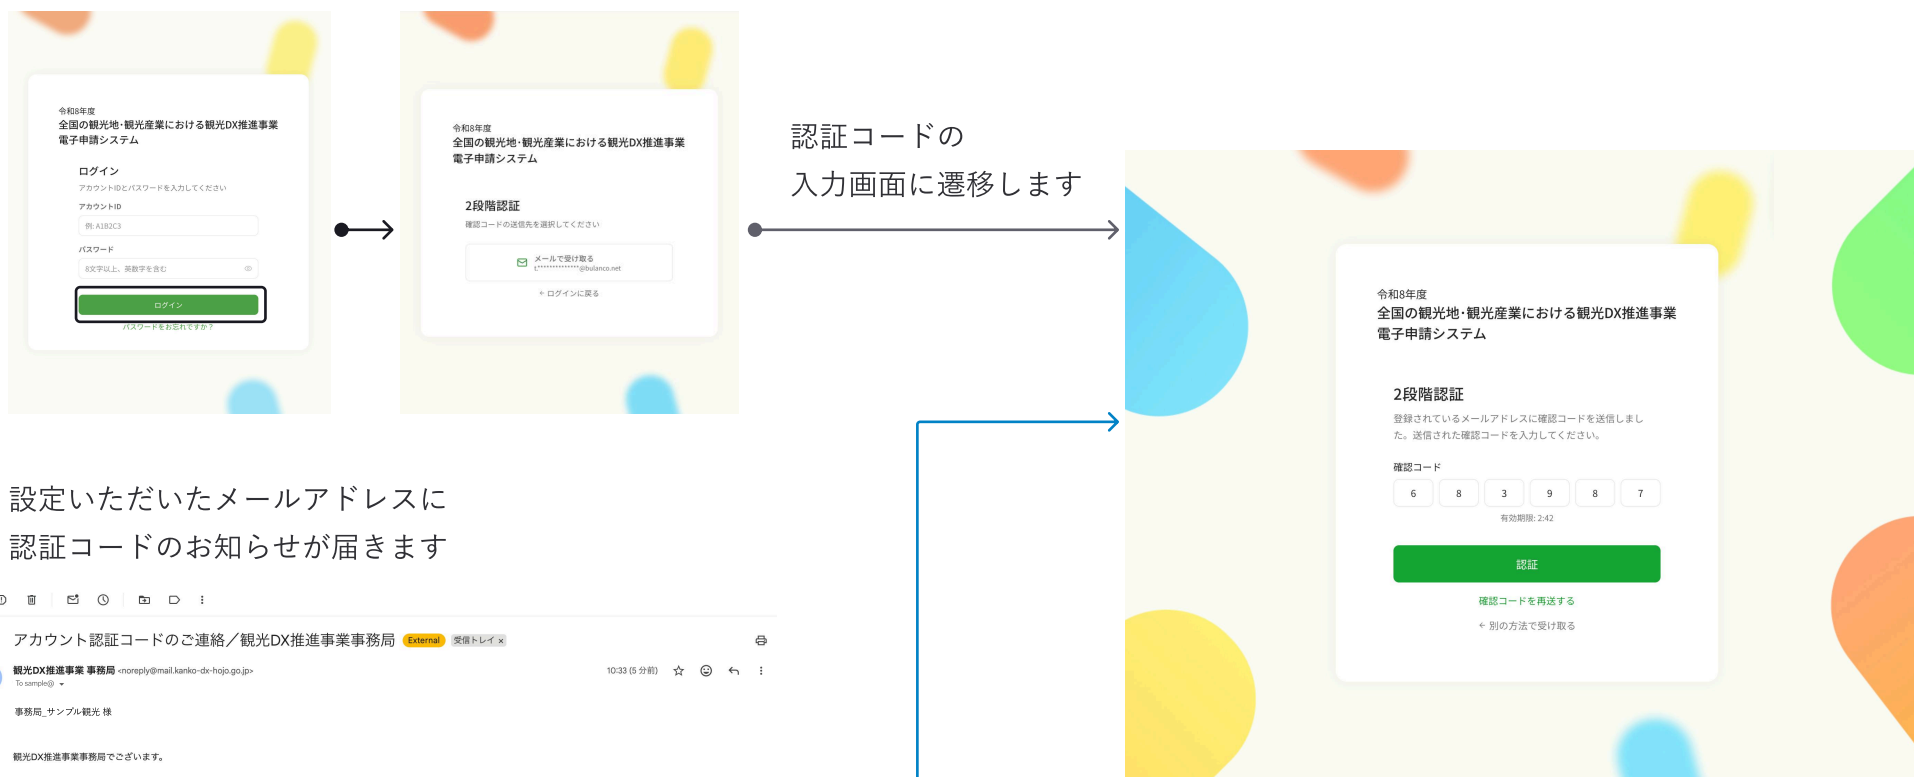 令和8年度
全国の観光地･観光産業における観光DX推進事業
電子申請システム
ログイン
アカウントIDとパスワードを入力してください
アカウントID
例: A1B2C3
パスワード
8文字以上、英数字を含む
ログイン
パスワードをお忘れですか？
令和8年度
全国の観光地･観光産業における観光DX推進事業
電子申請システム
2段階認証
確認コードの送信先を選択してください
メールで受け取る
t**************@bulanco.net
← ログインに戻る
認証コードの
入力画面に遷移します
令和8年度
全国の観光地･観光産業における観光DX推進事業
電子申請システム
2段階認証
登録されているメールアドレスに確認コードを送信しまし
た。送信された確認コードを入力してください。
確認コード
6 8 3 9 8 7
有効期限: 2:42
認証
確認コードを再送する
← 別の方法で受け取る
設定いただいたメールアドレスに
認証コードのお知らせが届きます
アカウント認証コードのご連絡／観光DX推進事業事務局 External 受信トレイ ×
観光DX推進事業 事務局 <noreply@mail.kanko-dx-hojo.go.jp> 10:33 (5 分前)
To sample@
事務局_サンプル観光 様
観光DX推進事業事務局でございます。